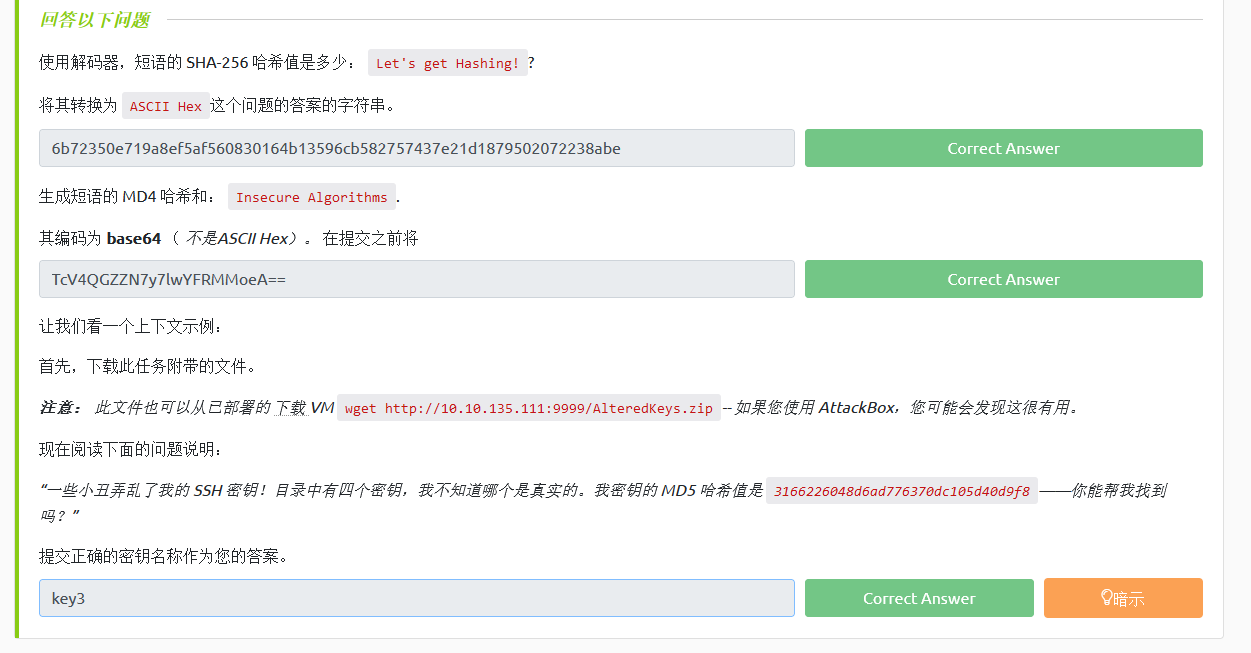 回答以下问题
使用解码器，短语的 SHA-256 哈希值是多少： Let's get Hashing! ?
将其转换为 ASCII Hex 这个问题的答案的字符串。
6b72350e719a8ef5af560830164b13596cb582757437e21d1879502072238abe Correct Answer
生成短语的 MD4 哈希和： Insecure Algorithms .
其编码为 base64 （ 不是ASCII Hex）。 在提交之前将
TcV4QGZZN7y7lwYFRMMoeA== Correct Answer
让我们看一个上下文示例：
首先，下载此任务附带的文件。
注意： 此文件也可以从已部署的 下载 VM wget http://10.10.135.111:9999/AlteredKeys.zip -- 如果您使用 AttackBox，您可能会发现这很有用。
现在阅读下面的问题说明：
“一些小丑弄乱了我的 SSH 密钥！目录中有四个密钥，我不知道哪个是真实的。我密钥的 MD5 哈希值是 3166226048d6ad776370dc105d40d9f8 ——你能帮我找到
吗？”
提交正确的密钥名称作为您的答案。
key3 Correct Answer 暗示